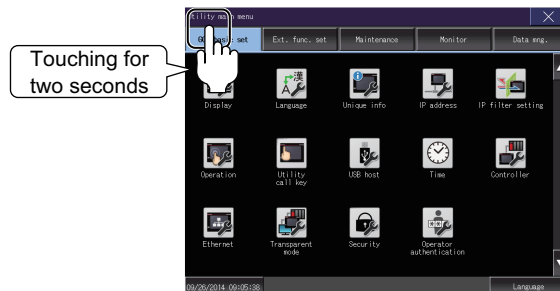 Utility main menu
set
Ext. func. set
Maintenance
Monitor
Data mng.
Touching for
two seconds
Display
Language
Unique info
IP address
IP filter setting
Operation
Utility
call key
USB host
Time
Controller
Ethernet
Transparent
mode
Security
Operator
authentication
09/26/2014 09:05:38
Language